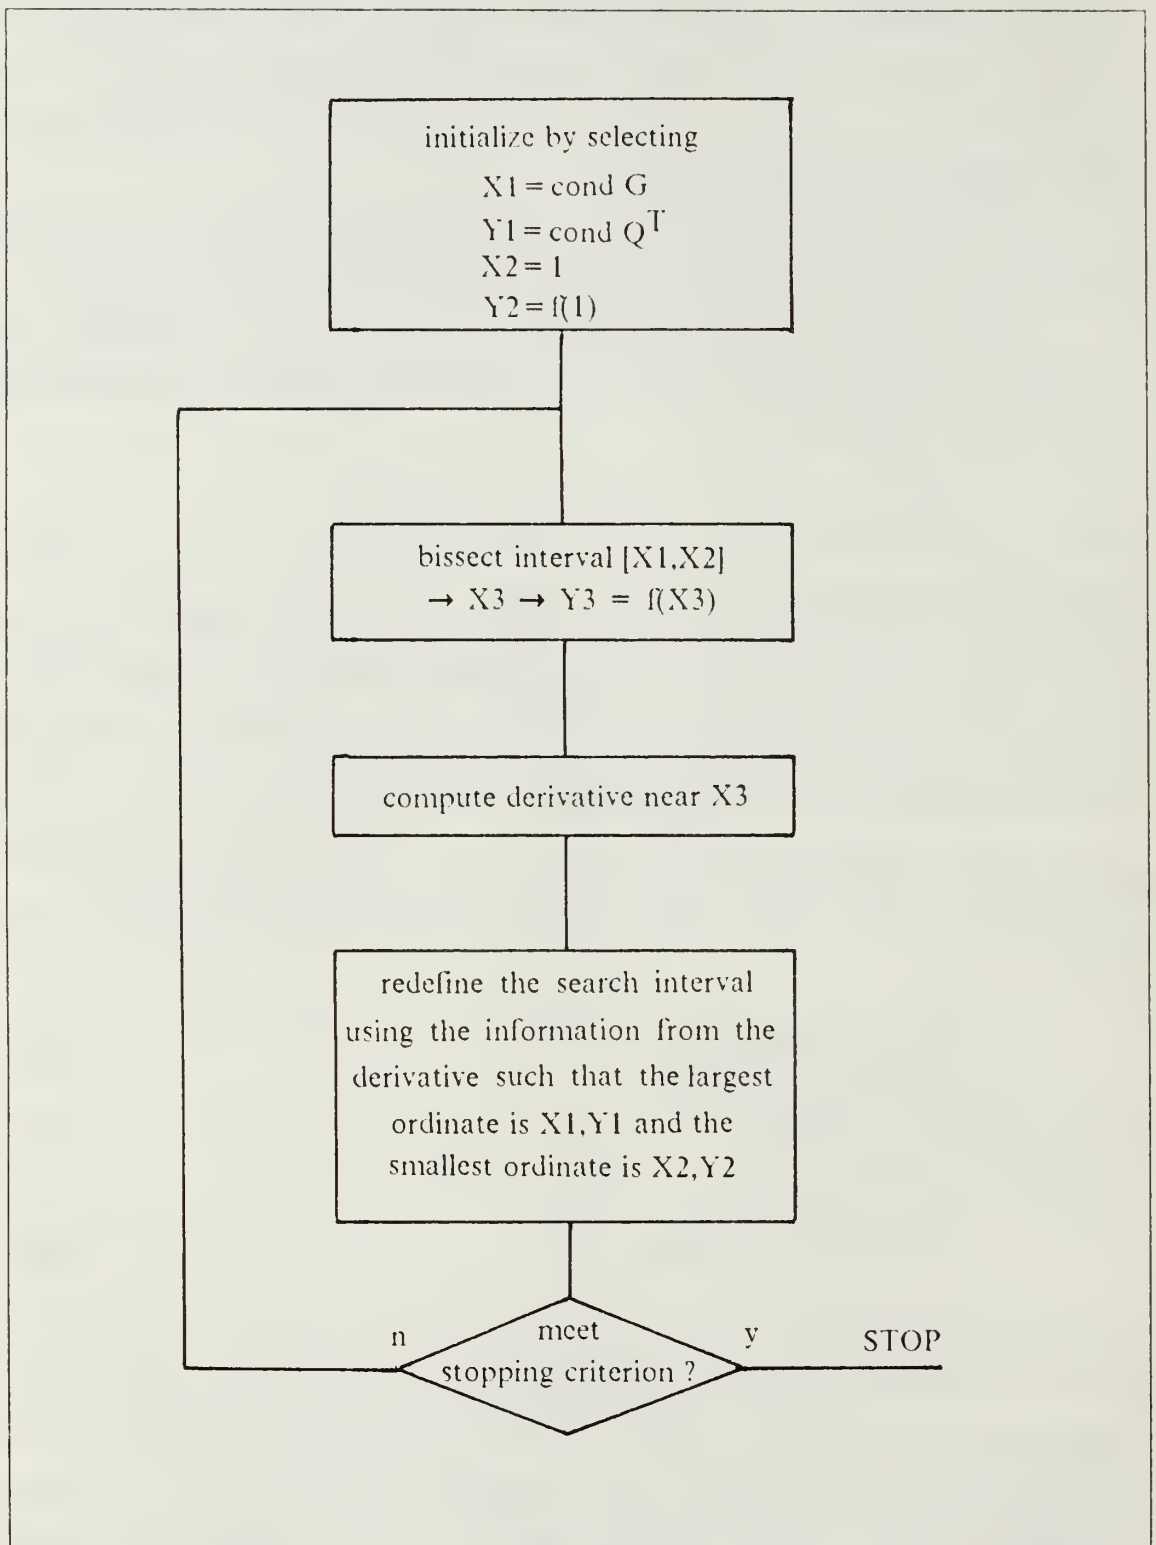 initialize by selecting
X1 = cond G
Y1 = cond Q^T
X2 = 1
Y2 = f(1)
bissect interval [X1,X2]
→ X3 → Y3 = f(X3)
compute derivative near X3
redefine the search interval
using the information from the
derivative such that the largest
ordinate is X1,Y1 and the
smallest ordinate is X2,Y2
n
meet
y
STOP
stopping criterion ?